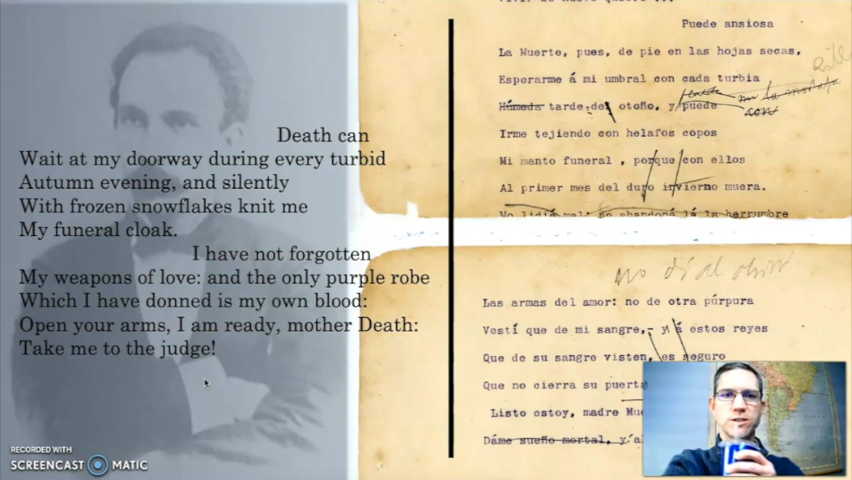 Death can
Wait at my doorway during every turbid
Autumn evening, and silently
With frozen snowflakes knit me
My funeral cloak.
I have not forgotten
My weapons of love: and the only purple robe
Which I have donned is my own blood:
Open your arms, I am ready, mother Death:
Take me to the judge!
RECORDED WITH
SCREENCAST MATIC
Puede ansiosa
La Muerte, pues, de pie en las hojas secas,
Esperarme á mi umbral con cada turbia
Húmeda tarde de otoño, y puede
con
Irme tejiendo con helafos copos
Mi manto funeral, porque con ellos
Al primer mes del duro invierno muera.
No
Las armas del amor: no de otra púrpura
Vestí que de mi sangre, y á estos reyes
Que de su sangre visten, es seguro
Que no cierra su
Listo estoy, madre
Dáme sueño mortal,